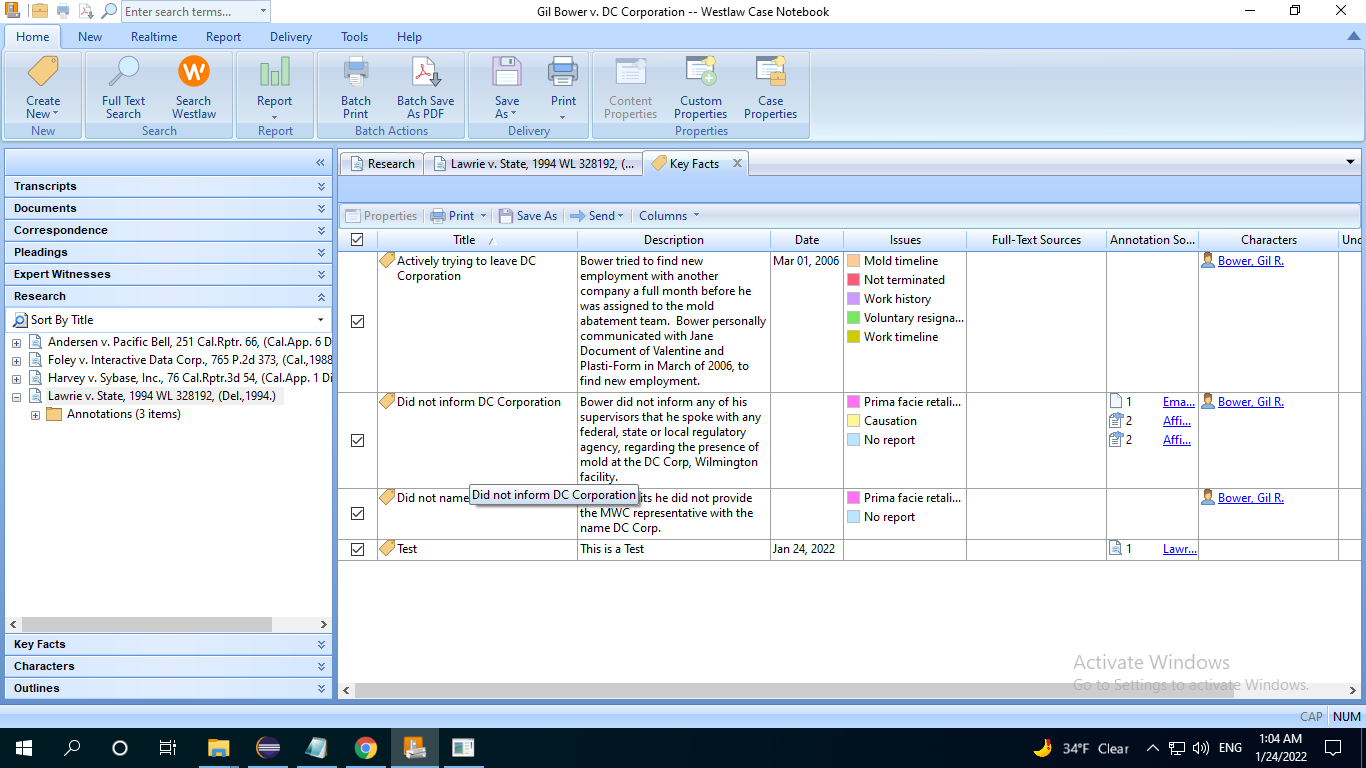 Enter search terms...
Gil Bower v. DC Corporation -- Westlaw Case Notebook
Home New Realtime Report Delivery Tools Help
Create New
Full Text Search
Search Westlaw
Report
Batch Print
Batch Save As PDF
Save As
Print
Content Properties
Custom Properties
Case Properties
New Search Report Batch Actions Delivery Properties
Transcripts
Documents
Correspondence
Pleadings
Expert Witnesses
Research
Sort By Title
Andersen v. Pacific Bell, 251 Cal.Rptr. 66, (Cal.App. 6 D
Foley v. Interactive Data Corp., 765 P.2d 373, (Cal.,1988
Harvey v. Sybase, Inc., 76 Cal.Rptr.3d 54, (Cal.App. 1 Di
Lawrie v. State, 1994 WL 328192, (Del.,1994.)
Annotations (3 items)
Key Facts
Characters
Outlines
Research
Lawrie v. State, 1994 WL 328192, (...
Key Facts
Properties Print Save As Send Columns
Title Description Date Issues Full-Text Sources Annotation So... Characters Unc
Actively trying to leave DC
Corporation
Bower tried to find new
employment with another
company a full month before he
was assigned to the mold
abatement team. Bower personally
communicated with Jane
Document of Valentine and
Plasti-Form in March of 2006, to
find new employment.
Mar 01, 2006
Mold timeline
Not terminated
Work history
Voluntary resigna...
Work timeline
Bower, Gil R.
Did not inform DC Corporation
Bower did not inform any of his
supervisors that he spoke with any
federal, state or local regulatory
agency, regarding the presence of
mold at the DC Corp, Wilmington
facility.
Prima facie retali...
Causation
No report
1 Ema...
2 Affi...
2 Affi...
Bower, Gil R.
Did not name
Did not inform DC Corporation
its he did not provide
the MWC representative with the
name DC Corp.
Prima facie retali...
No report
Bower, Gil R.
Test
This is a Test
Jan 24, 2022
1 Lawr...
Activate Windows
Go to Settings to activate Windows.
CAP NUM
34°F Clear
ENG
1:04 AM
1/24/2022